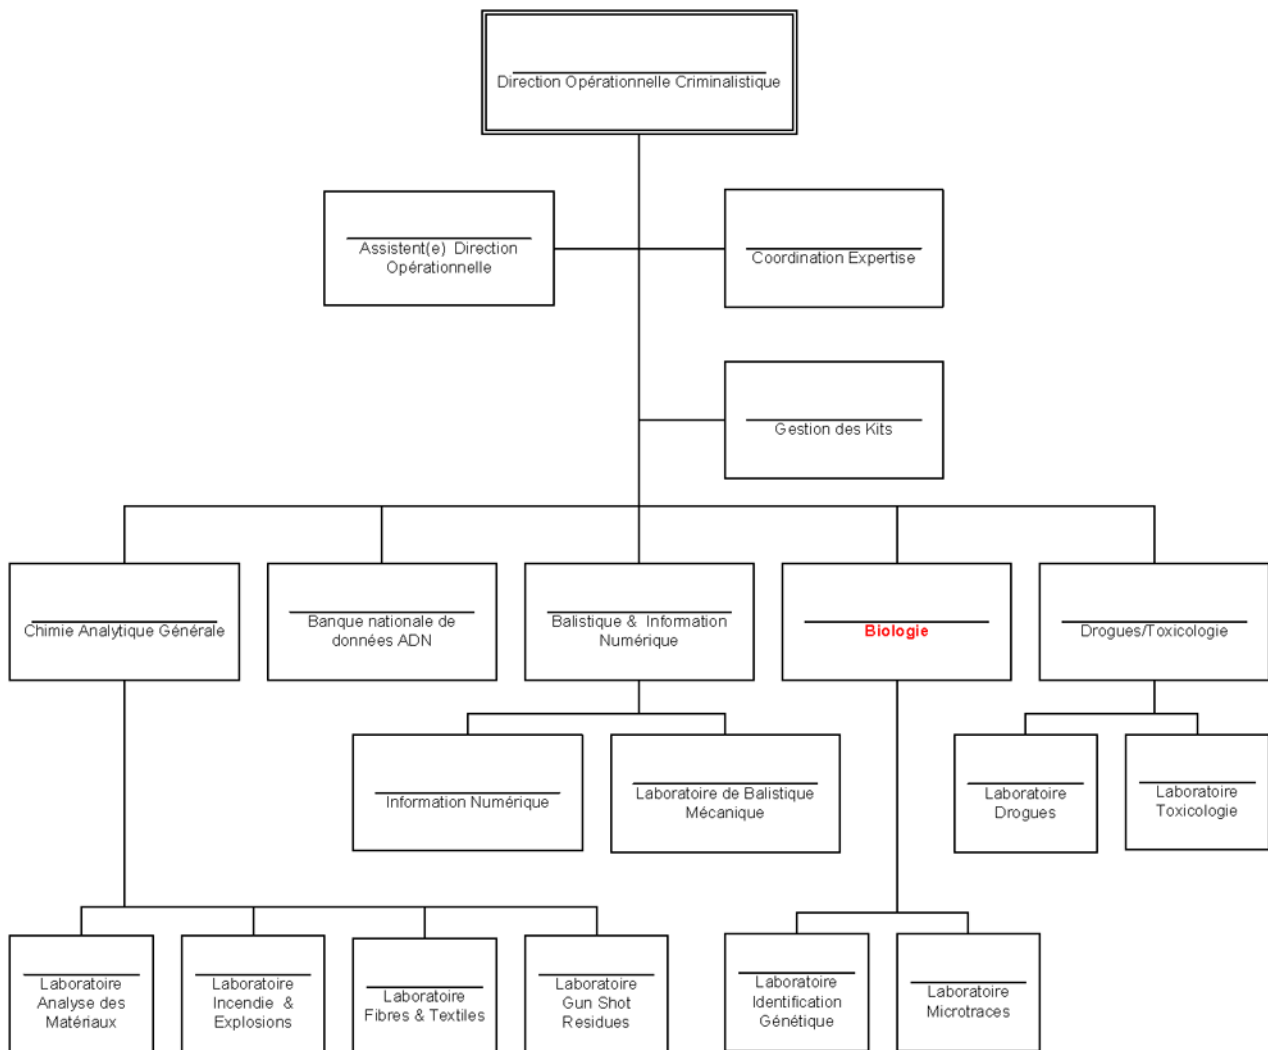 Direction Opérationnelle Criminalistique
Assistent(e) Direction
Opérationnelle
Coordination Expertise
Gestion des Kits
Chimie Analytique Générale
Banque nationale de
données ADN
Balistique & Information
Numérique
Biologie
Drogues/Toxicologie
Information Numérique
Laboratoire de Balistique
Mécanique
Laboratoire
Drogues
Laboratoire
Toxicologie
Laboratoire
Analyse des
Matériaux
Laboratoire
Incendie & 
Explosions
Laboratoire
Fibres & Textiles
Laboratoire
Gun Shot
Residues
Laboratoire
Identification
Génétique
Laboratoire
Microtraces